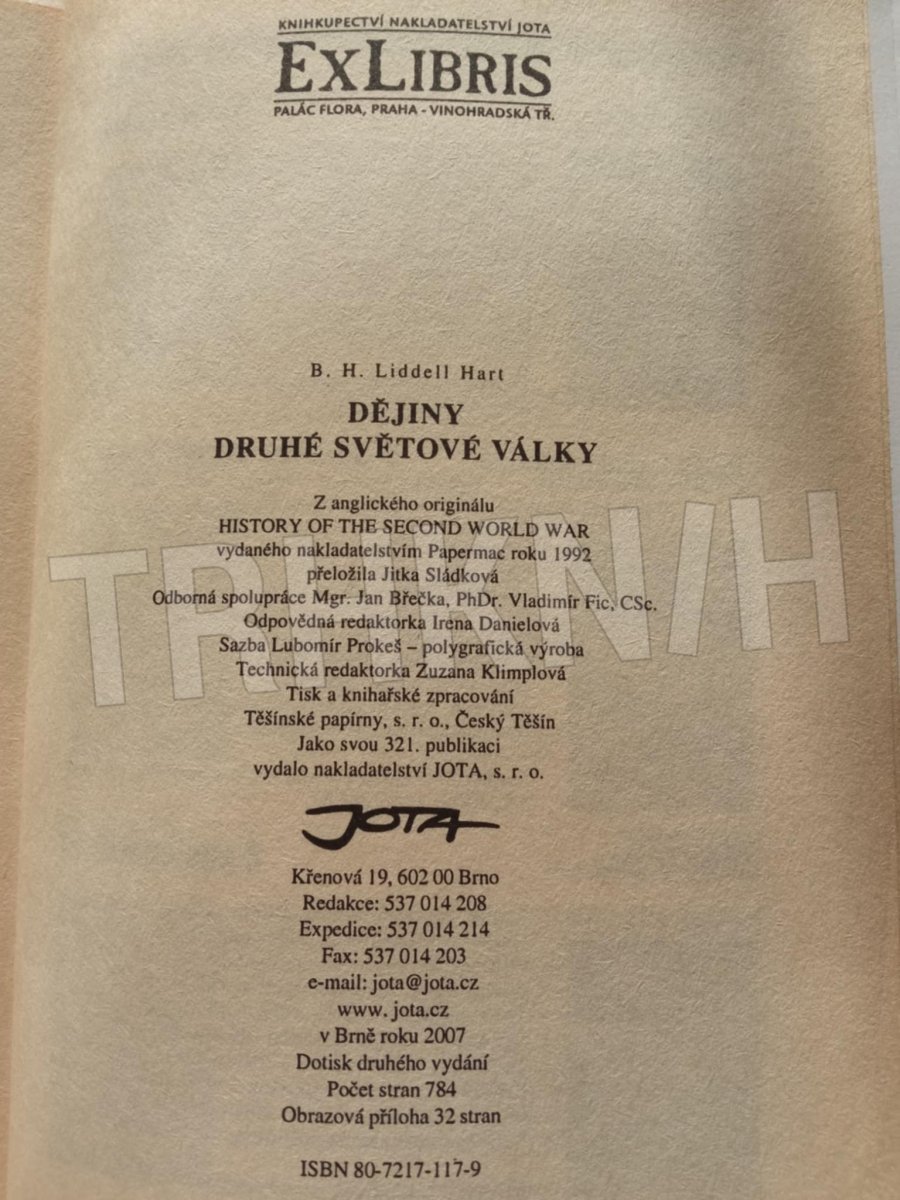 KNIHKUPECTVÍ NAKLADATELSTVÍ JOTA
EXLIBRIS
PALÁC FLORA, PRAHA - VINOHRADSKÁ TŘ.
B. H. Liddell Hart
DĚJINY
DRUHÉ SVĚTOVÉ VÁLKY
Z anglického originálu
HISTORY OF THE SECOND WORLD WAR
vydaného nakladatelstvím Papermac roku 1992
přeložila Jitka Sládková
Odborná spolupráce Mgr. Jan Břečka, PhDr. Vladimír Fic, CSc.
Odpovědná redaktorka Irena Danielová
Sazba Lubomír Prokeš – polygrafická výroba
Technická redaktorka Zuzana Klimplová
Tisk a knihařské zpracování
Těšínské papírny, s. r. o., Český Těšín
Jako svou 321. publikaci
vydalo nakladatelství JOTA, s. r. o.
JOTA
Křenová 19, 602 00 Brno
Redakce: 537 014 208
Expedice: 537 014 214
Fax: 537 014 203
e-mail: jota@jota.cz
www. jota.cz
v Brně roku 2007
Dotisk druhého vydání
Počet stran 784
Obrazová příloha 32 stran
ISBN 80-7217-117-9